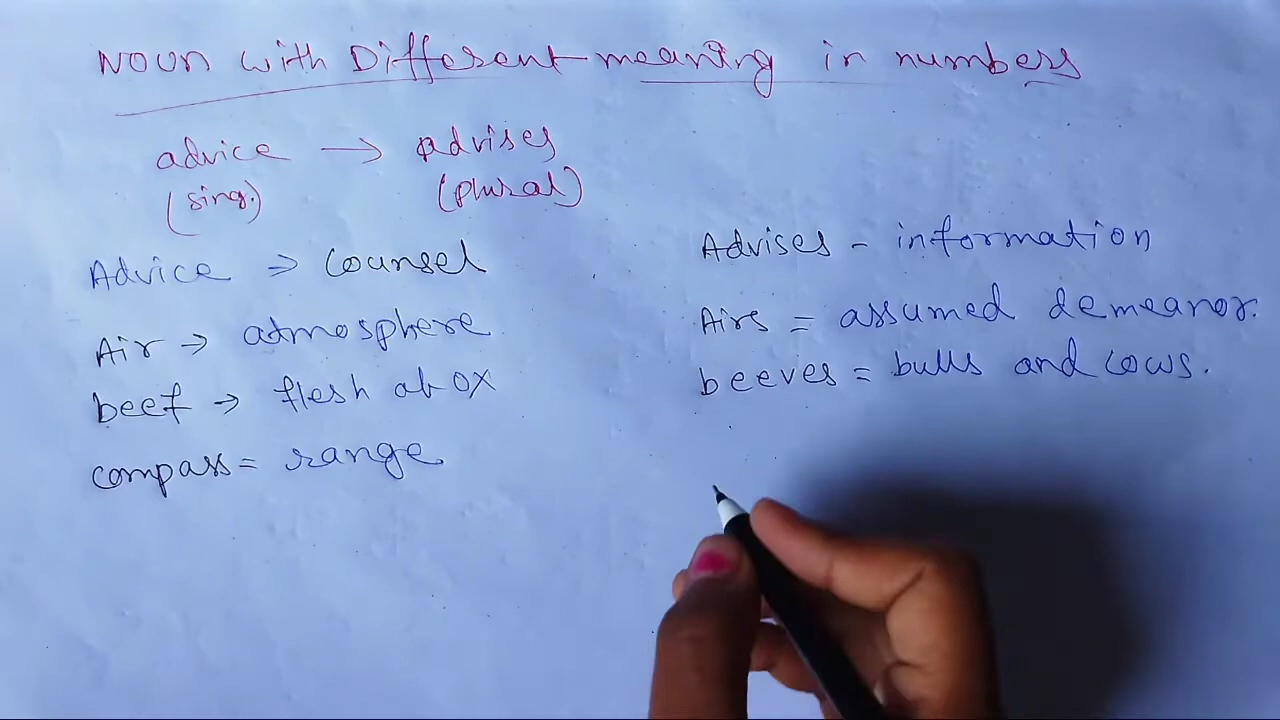 Noun with Different meaning in numbers
advice → advises
(sing.) (plural)
Advice ⇒ Counsel
Advises - information
Air → atmosphere
Airs = assumed demeanor.
beef → flesh of ox
beeves = bulls and cows.
compass = range